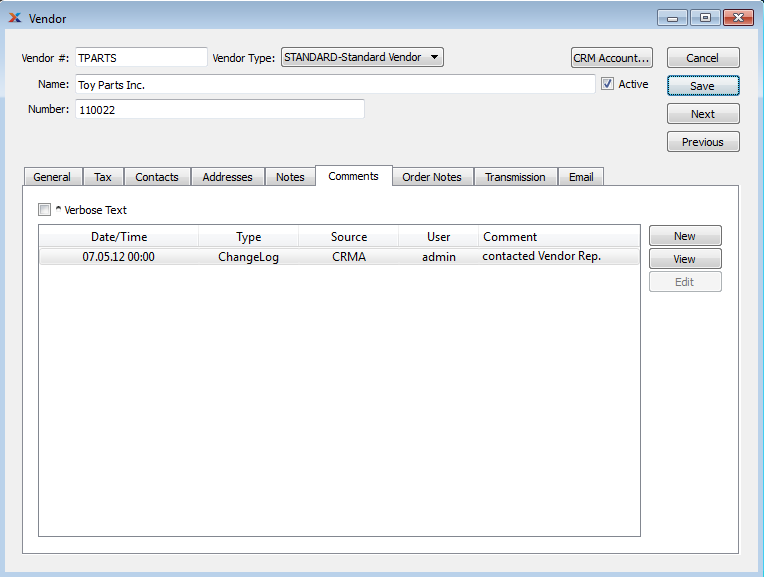 Vendor
Vendor #: TPARTS Vendor Type: STANDARD-Standard Vendor CRM Account... Cancel
Name: Toy Parts Inc. Active Save
Number: 110022 Next
Previous
General Tax Contacts Addresses Notes Comments Order Notes Transmission Email
* Verbose Text
Date/Time Type Source User Comment New
07.05.12 00:00 ChangeLog CRMA admin contacted Vendor Rep. View
Edit